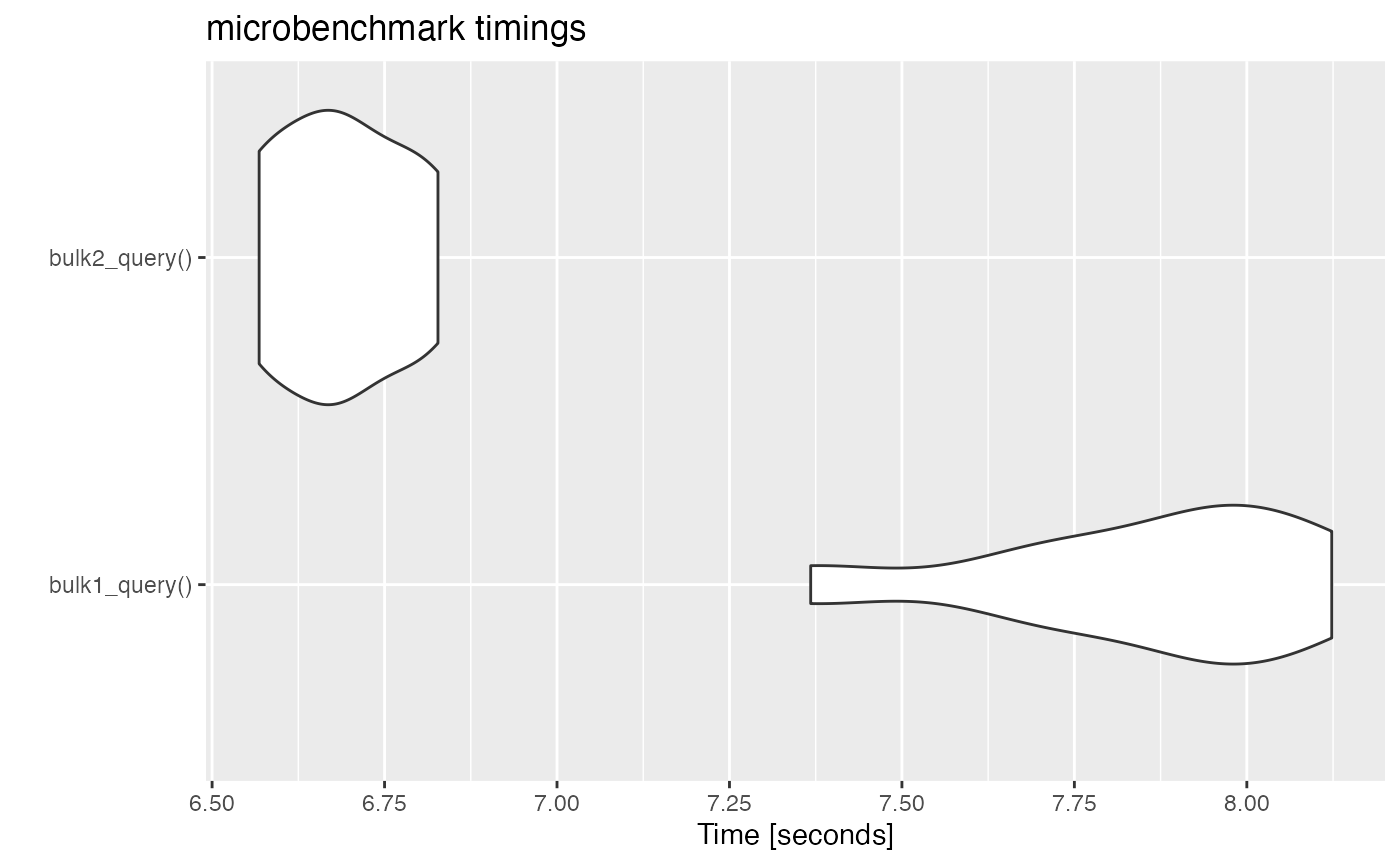 microbenchmark timings
bulk2_query()
bulk1_query()
6.50 6.75 7.00 7.25 7.50 7.75 8.00
Time [seconds]